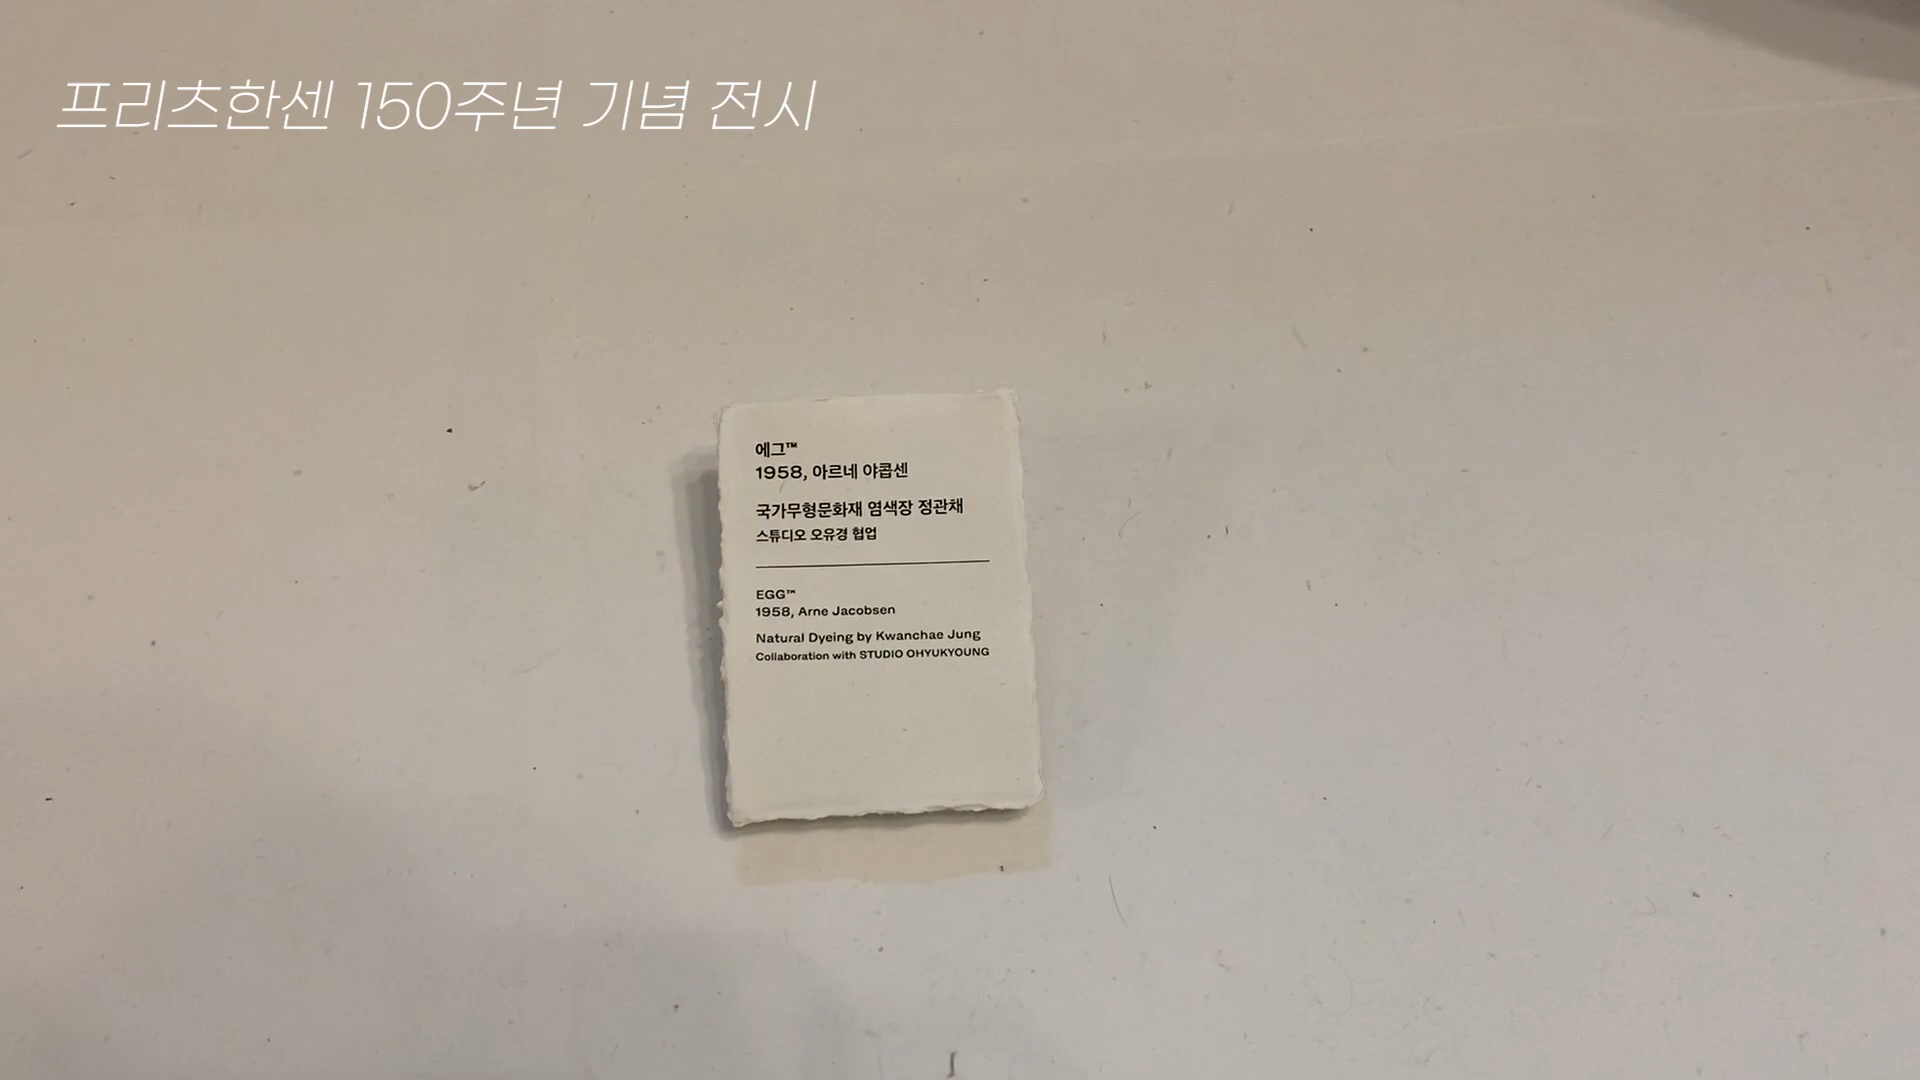 프리츠한센 150주년 기념 전시
에그™
1958, 아르네 야콥센
국가무형문화재 염색장 정관채
스튜디오 오유경 협업
EGG™
1958, Arne Jacobsen
Natural Dyeing by Kwanchae Jung
Collaboration with STUDIO OHYUKYOUNG